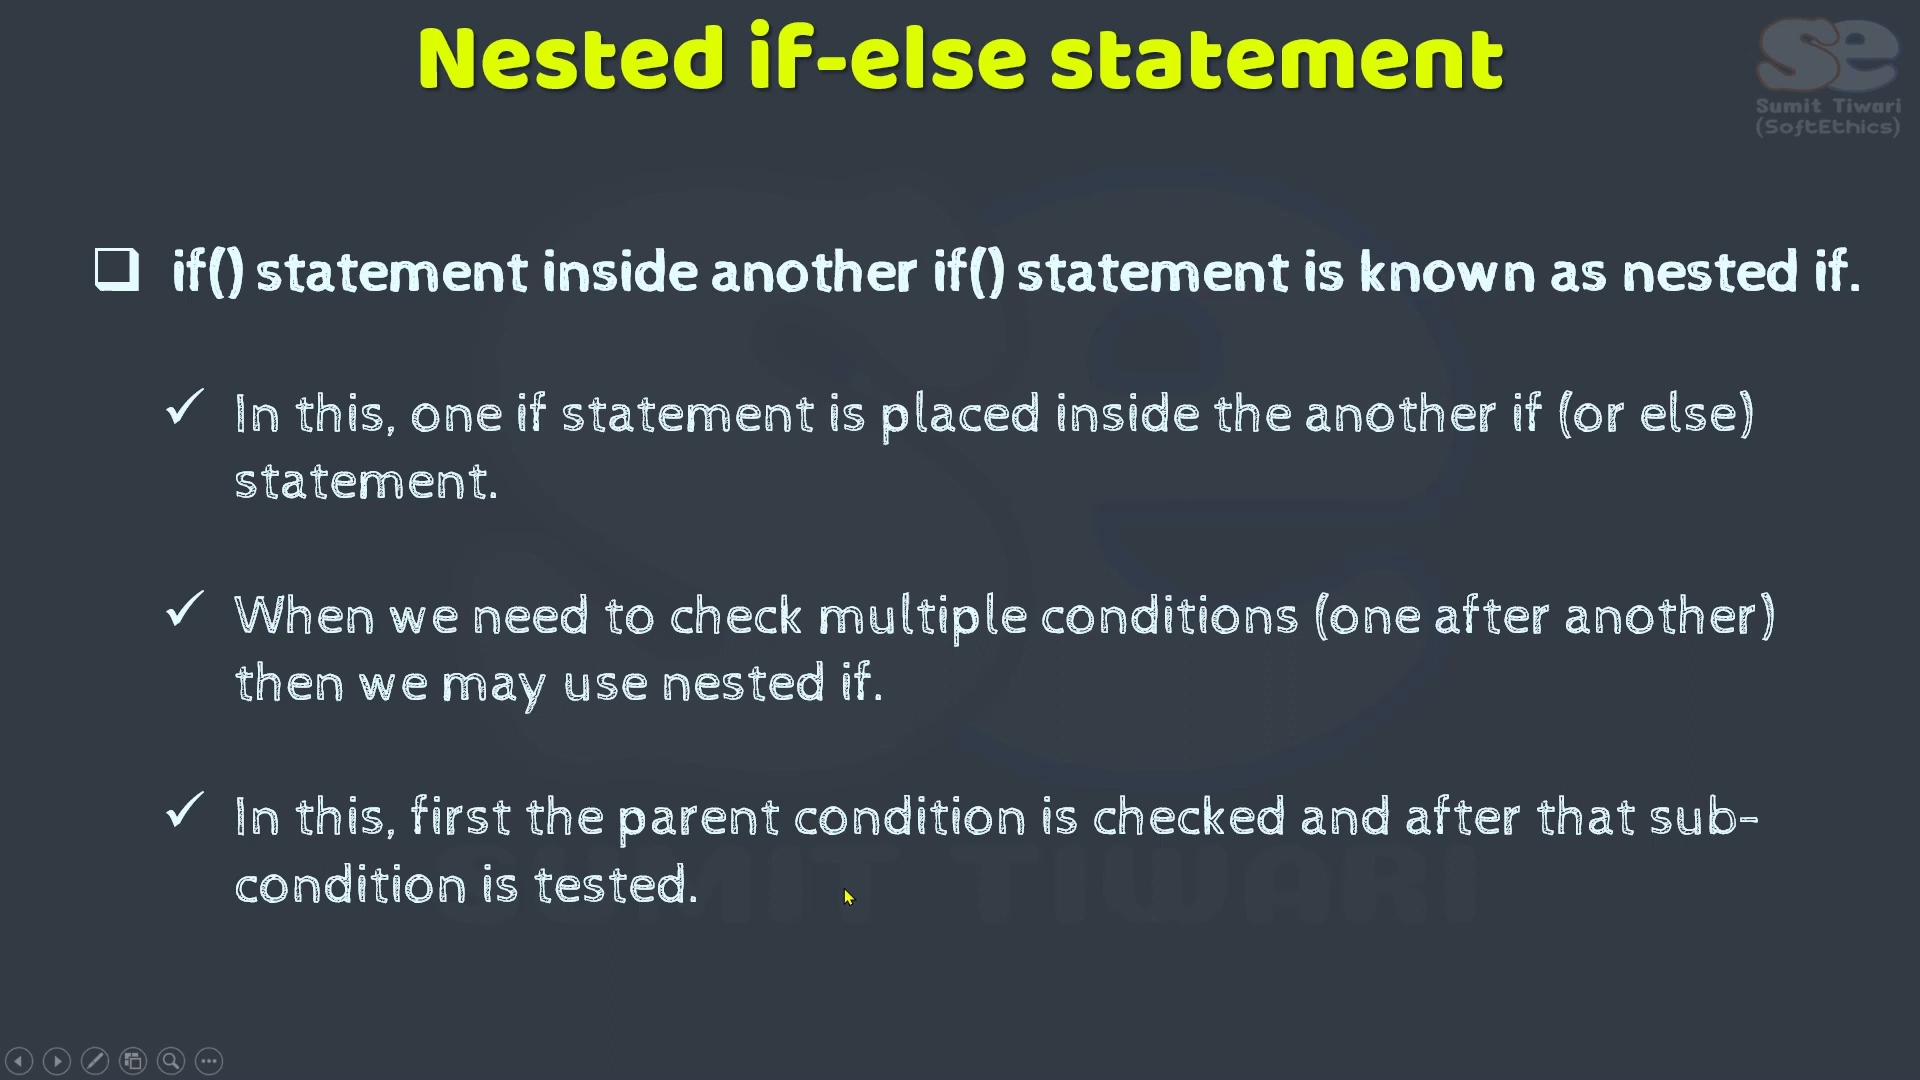 Nested if-else statement
se
Sumit Tiwari
(SoftEthics)
if() statement inside another if() statement is known as nested if.
In this, one if statement is placed inside the another if (or else)
statement.
When we need to check multiple conditions (one after another)
then we may use nested if.
In this, first the parent condition is checked and after that sub-
condition is tested.
SUMIT TIWARI